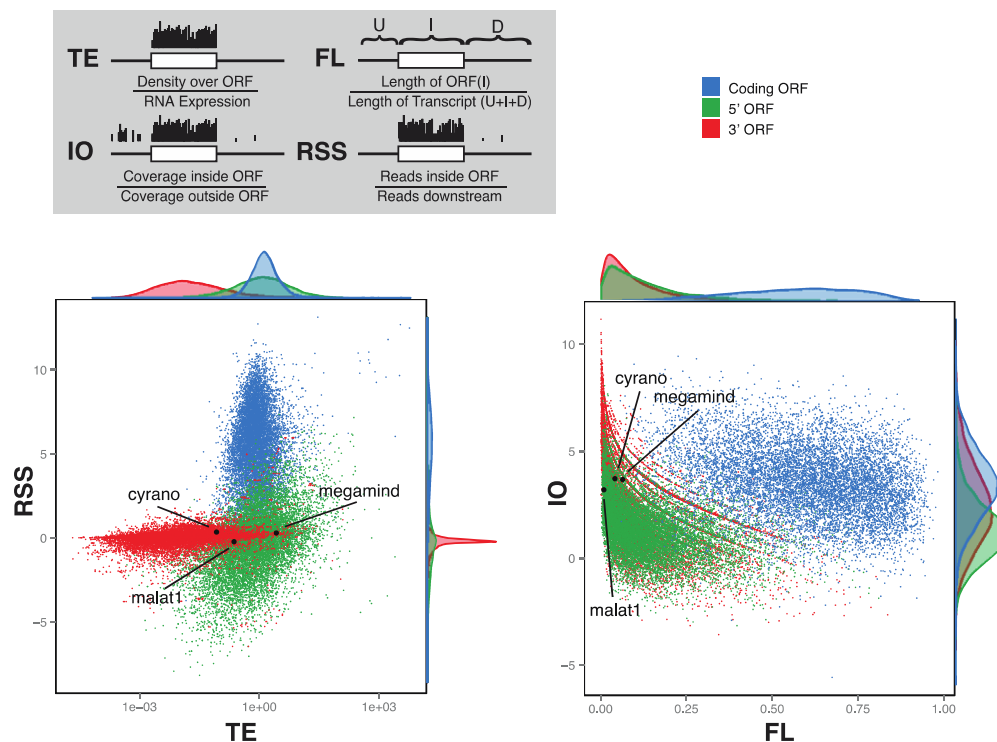 U I D
TE
Density over ORF
RNA Expression
FL
Length of ORF(I)
Length of Transcript (U+I+D)
IO
Coverage inside ORF
Coverage outside ORF
RSS
Reads inside ORF
Reads downstream
Coding ORF
5' ORF
3' ORF
RSS
10
5
0
−5
cyrano
megamind
malat1
1e−03 1e+00 1e+03
TE
IO
10
5
0
−5
cyrano
megamind
malat1
0.00 0.25 0.50 0.75 1.00
FL